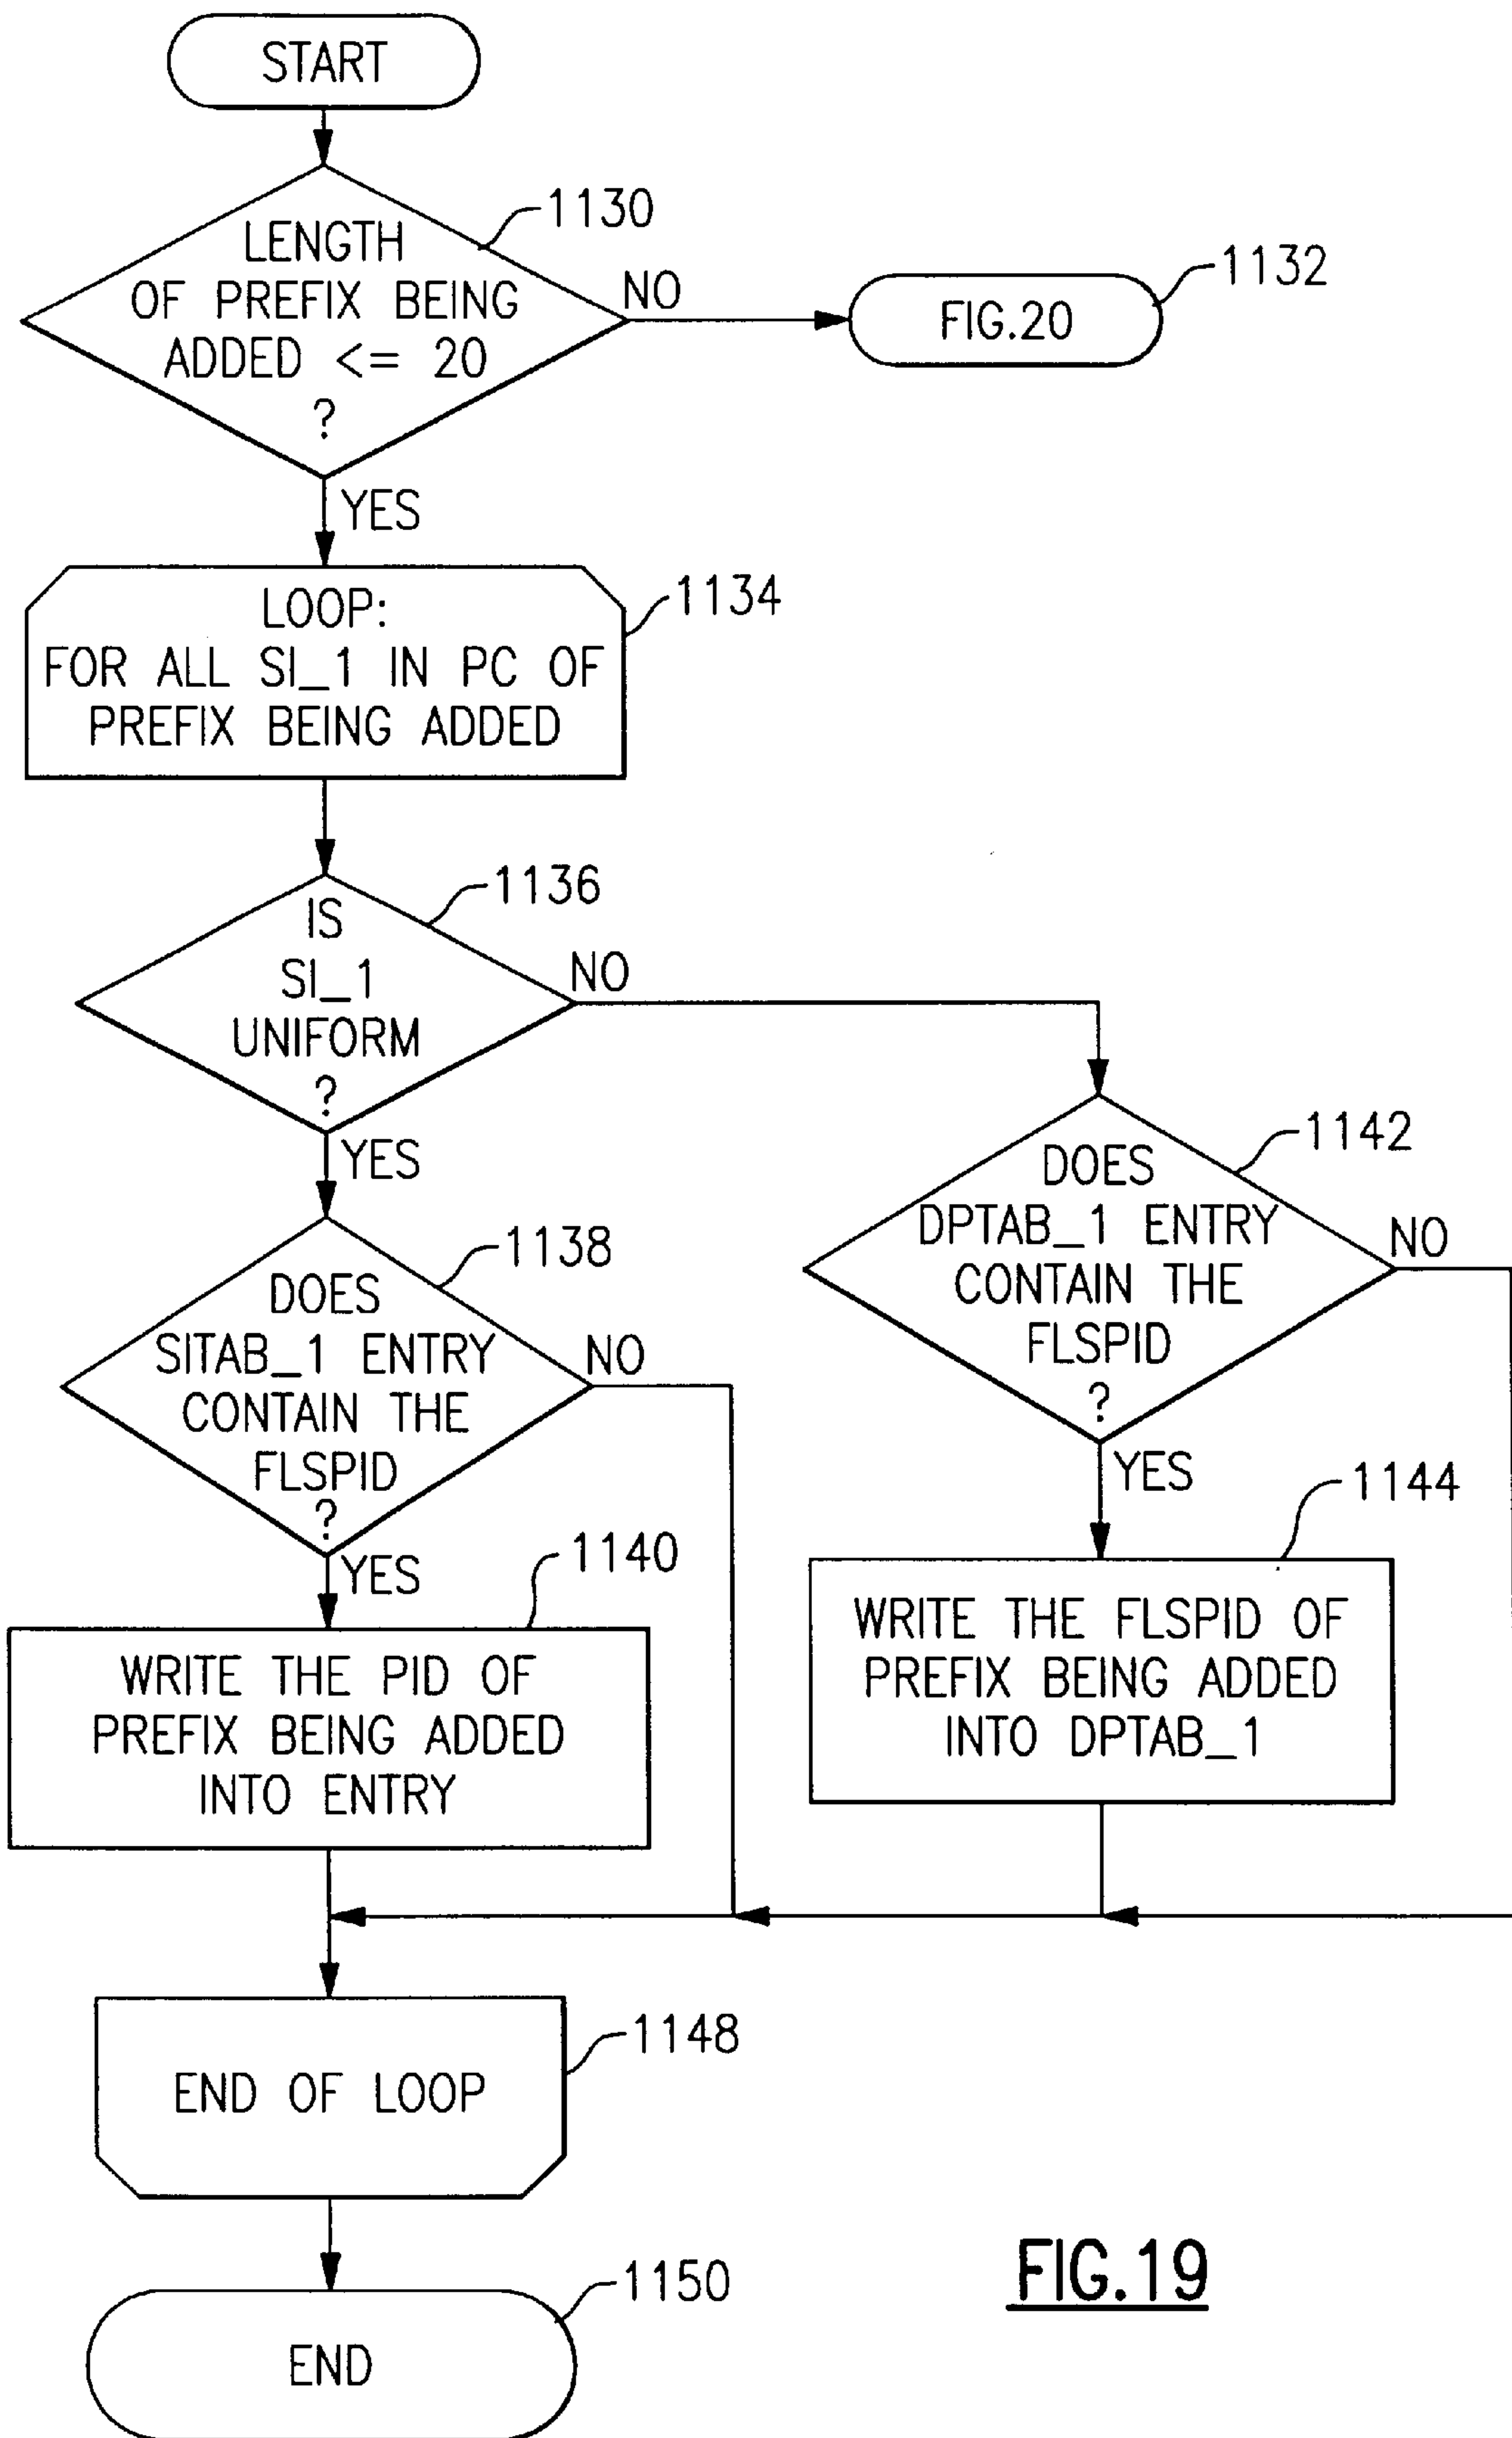 START
1130
LENGTH
OF PREFIX BEING
ADDED <= 20
?
NO
FIG.20
1132
YES
1134
LOOP:
FOR ALL SI_1 IN PC OF
PREFIX BEING ADDED
1136
IS
SI_1
UNIFORM
?
NO
YES
1138
DOES
SITAB_1 ENTRY
CONTAIN THE
FLSPID
?
NO
YES
1140
WRITE THE PID OF
PREFIX BEING ADDED
INTO ENTRY
1142
DOES
DPTAB_1 ENTRY
CONTAIN THE
FLSPID
?
NO
YES
1144
WRITE THE FLSPID OF
PREFIX BEING ADDED
INTO DPTAB_1
1148
END OF LOOP
1150
END
FIG.19